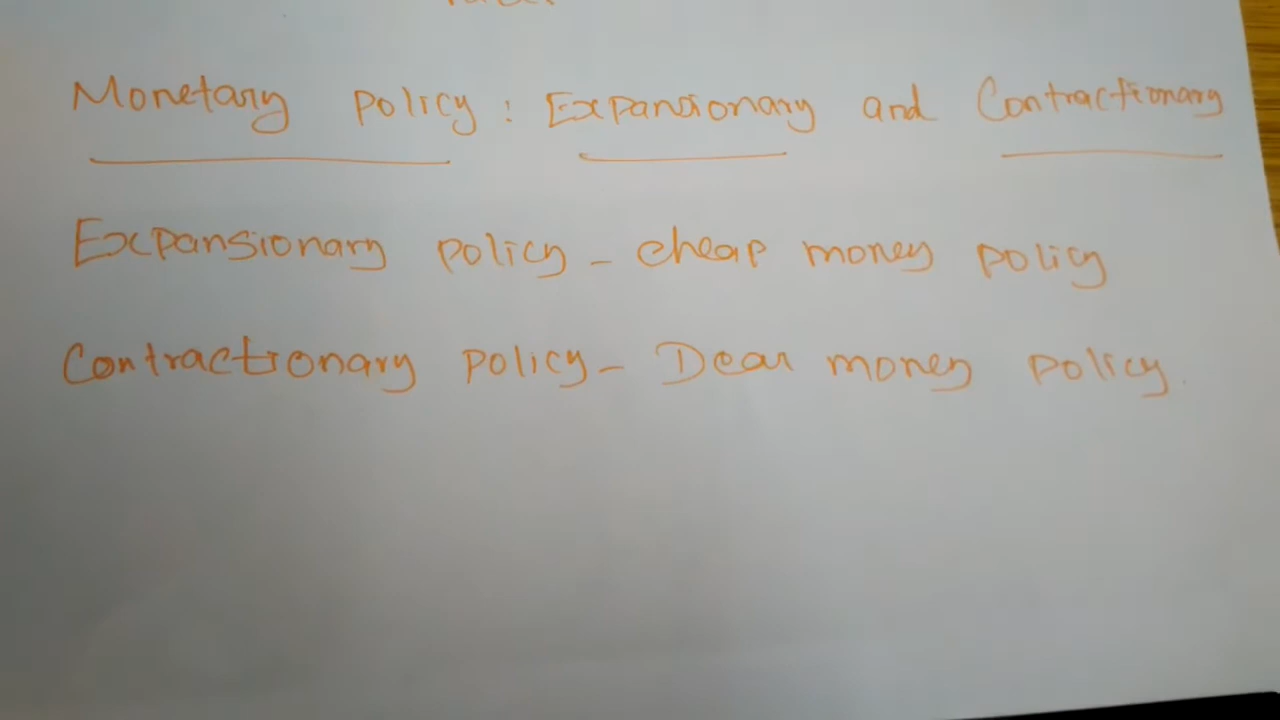 Monetary policy : Expansionary and Contractionary
Expansionary policy - cheap money policy
Contractionary policy - Dear money policy